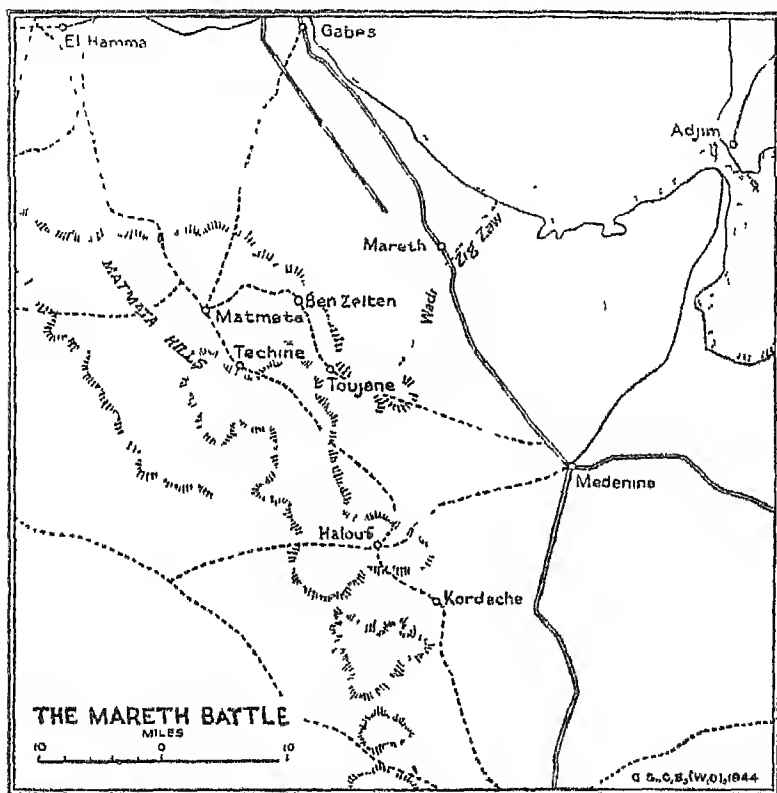 El Hamma
Gabes
Adjim
Mareth
Wadi Zig Zaw
MATMATA HILLS
Ben Zelten
Matmata
Techine
Toujane
Medenine
Halouf
Kordache
THE MARETH BATTLE
MILES
10 0 10
G.S.,G.S,(W,O),1944